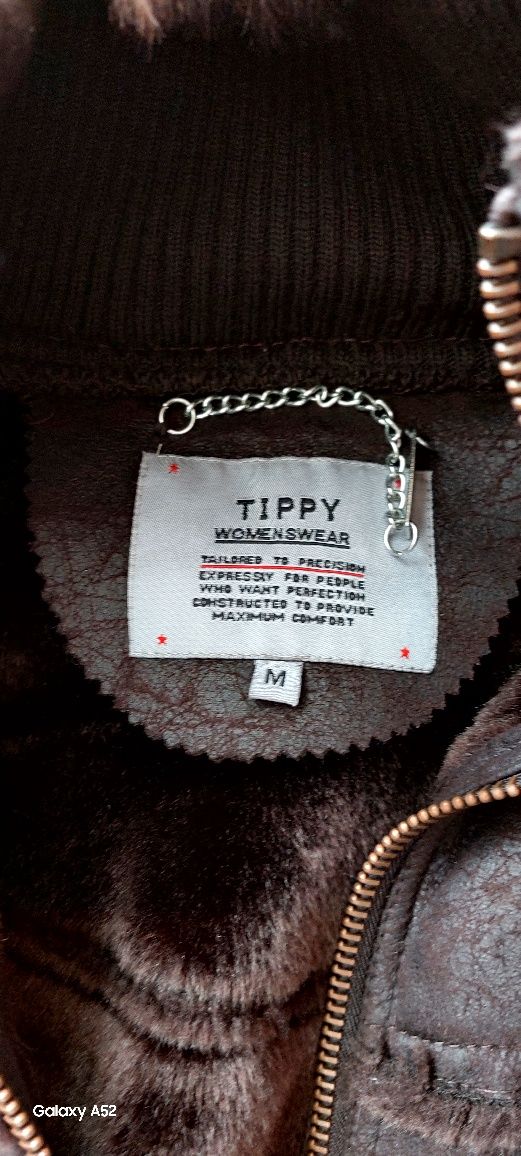 TIPPY
WOMENSWEAR
TAILORED TO PRECISION
EXPRESSLY FOR PEOPLE
WHO WANT PERFECTION
CONSTRUCTED TO PROVIDE
MAXIMUM COMFORT
M
Galaxy A52